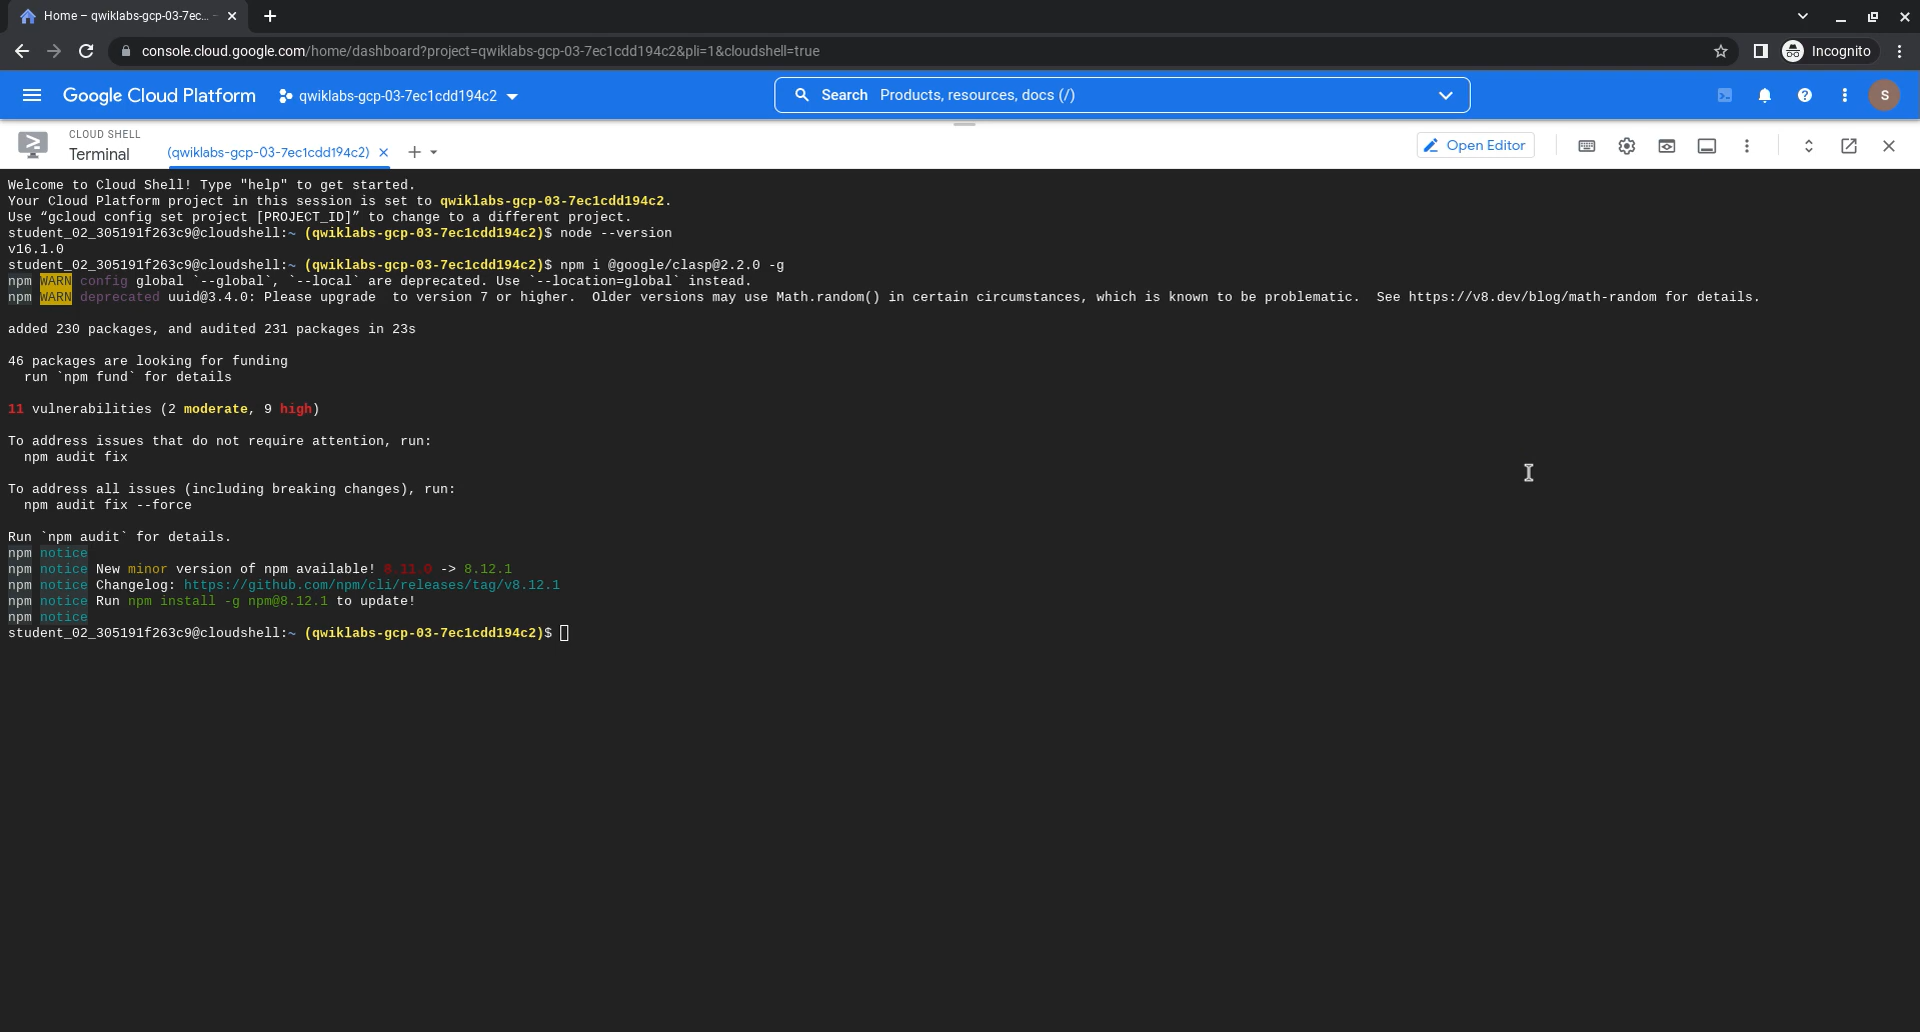 Home – qwiklabs-gcp-03-7ec...
console.cloud.google.com/home/dashboard?project=qwiklabs-gcp-03-7ec1cdd194c2&pli=1&cloudshell=true
Incognito
Google Cloud Platform
qwiklabs-gcp-03-7ec1cdd194c2
Search Products, resources, docs (/)
S
CLOUD SHELL
Terminal
(qwiklabs-gcp-03-7ec1cdd194c2)
Open Editor
Welcome to Cloud Shell! Type "help" to get started.
Your Cloud Platform project in this session is set to qwiklabs-gcp-03-7ec1cdd194c2.
Use “gcloud config set project [PROJECT_ID]” to change to a different project.
student_02_305191f263c9@cloudshell:~ (qwiklabs-gcp-03-7ec1cdd194c2)$ node --version
v16.1.0
student_02_305191f263c9@cloudshell:~ (qwiklabs-gcp-03-7ec1cdd194c2)$ npm i @google/clasp@2.2.0 -g
npm WARN config global `--global`, `--local` are deprecated. Use `--location=global` instead.
npm WARN deprecated uuid@3.4.0: Please upgrade  to version 7 or higher.  Older versions may use Math.random() in certain circumstances, which is known to be problematic.  See https://v8.dev/blog/math-random for details.
added 230 packages, and audited 231 packages in 23s
46 packages are looking for funding
run `npm fund` for details
11 vulnerabilities (2 moderate, 9 high)
To address issues that do not require attention, run:
npm audit fix
To address all issues (including breaking changes), run:
npm audit fix --force
Run `npm audit` for details.
npm notice
npm notice New minor version of npm available! 8.11.0 -> 8.12.1
npm notice Changelog: https://github.com/npm/cli/releases/tag/v8.12.1
npm notice Run npm install -g npm@8.12.1 to update!
npm notice
student_02_305191f263c9@cloudshell:~ (qwiklabs-gcp-03-7ec1cdd194c2)$